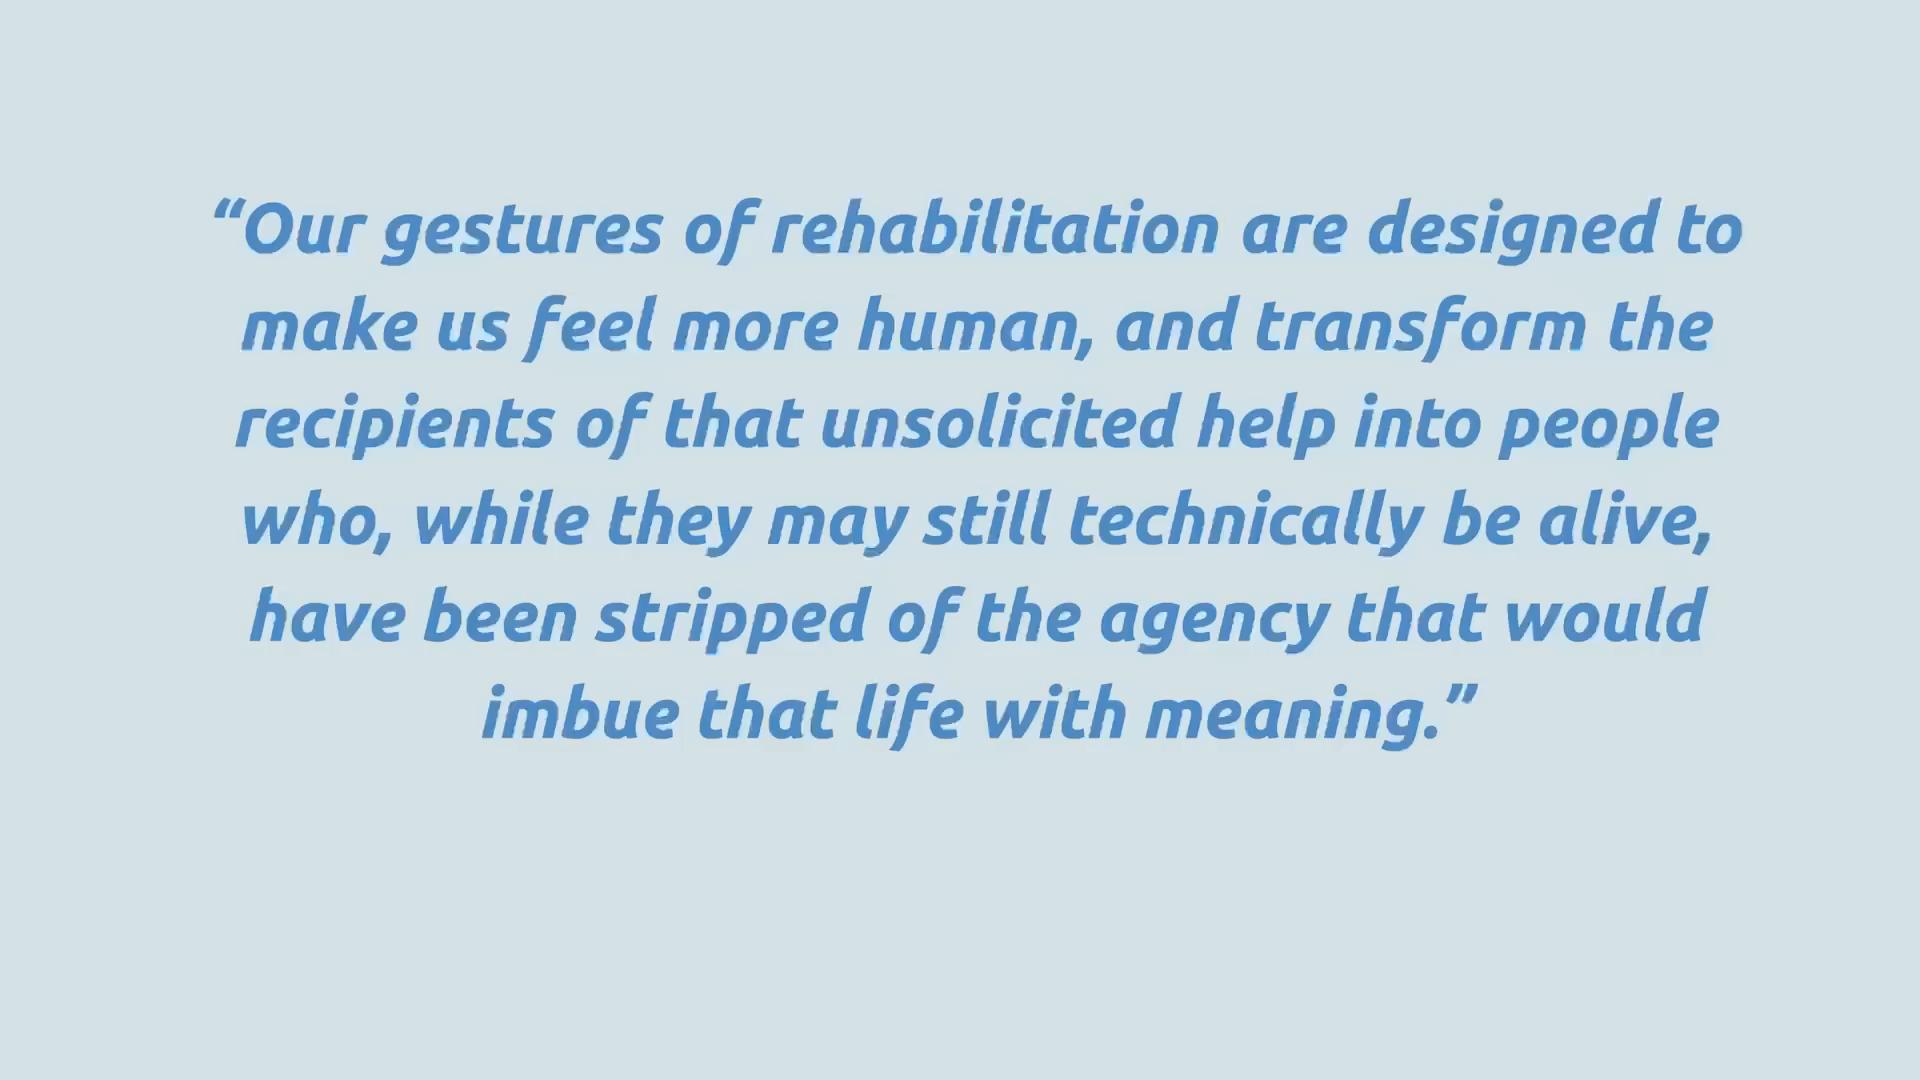 “Our gestures of rehabilitation are designed to
make us feel more human, and transform the
recipients of that unsolicited help into people
who, while they may still technically be alive,
have been stripped of the agency that would
imbue that life with meaning.”